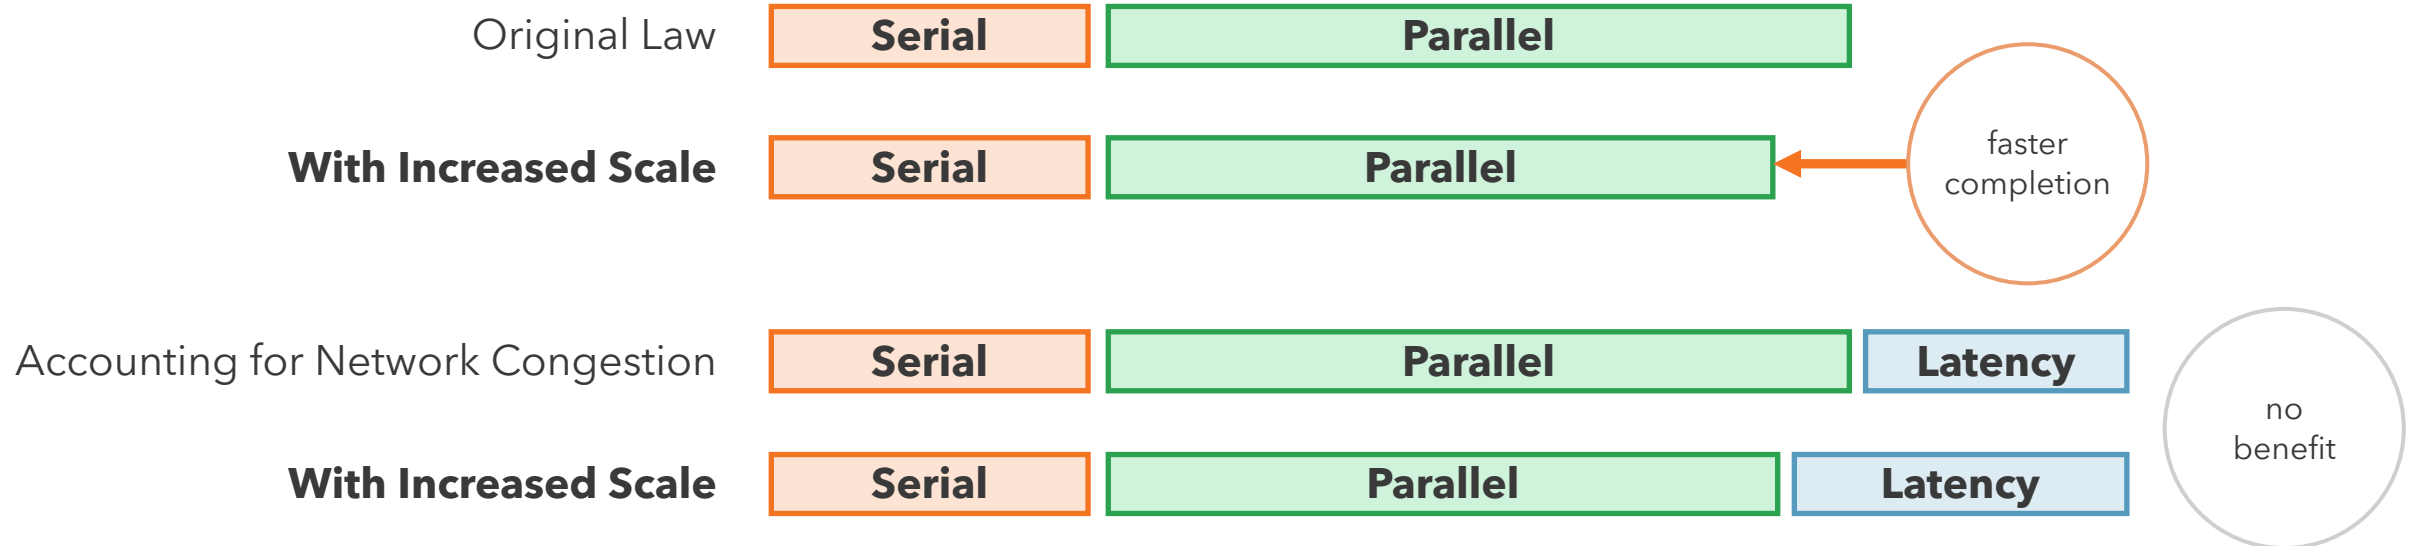 Original Law Serial Parallel
With Increased Scale Serial Parallel
faster
completion
Accounting for Network Congestion Serial Parallel Latency
With Increased Scale Serial Parallel Latency
no
benefit